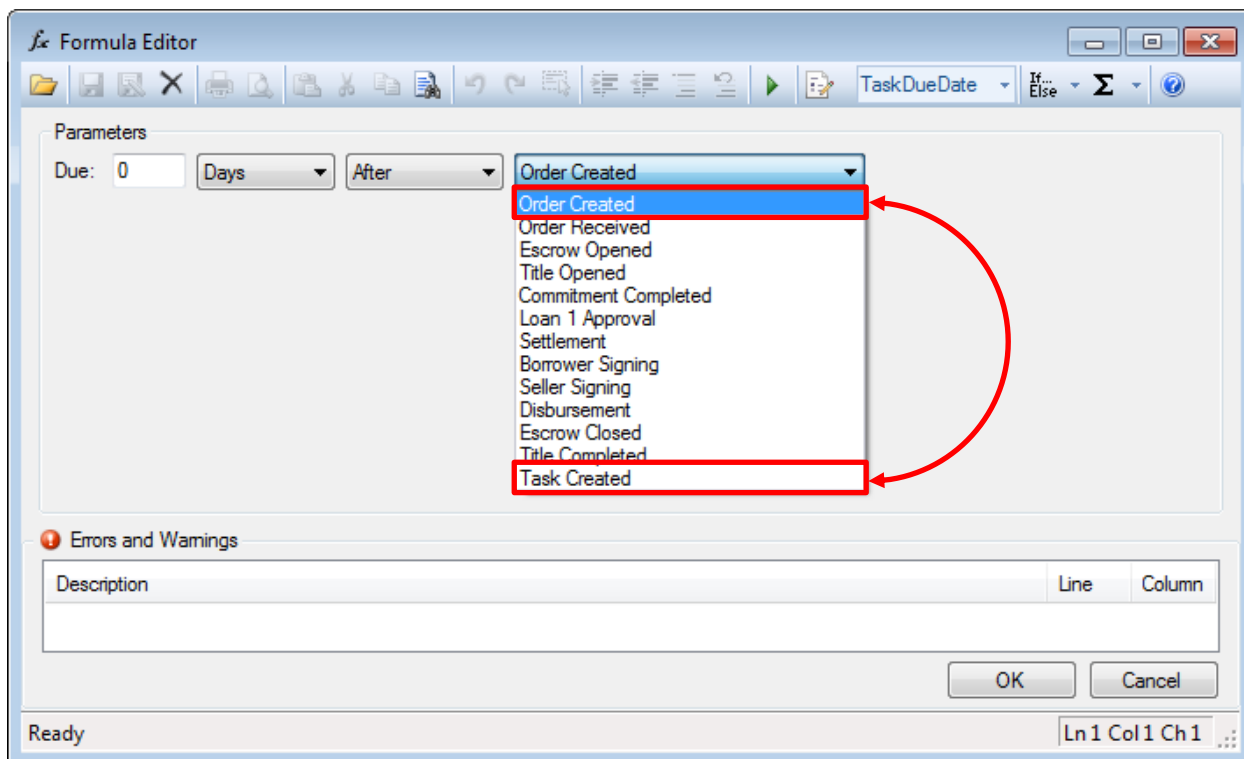 fx Formula Editor
TaskDueDate If... Else Σ
Parameters
Due: 0 Days After Order Created
Order Created
Order Received
Escrow Opened
Title Opened
Commitment Completed
Loan 1 Approval
Settlement
Borrower Signing
Seller Signing
Disbursement
Escrow Closed
Title Completed
Task Created
Errors and Warnings
Description Line Column
OK Cancel
Ready Ln 1 Col 1 Ch 1